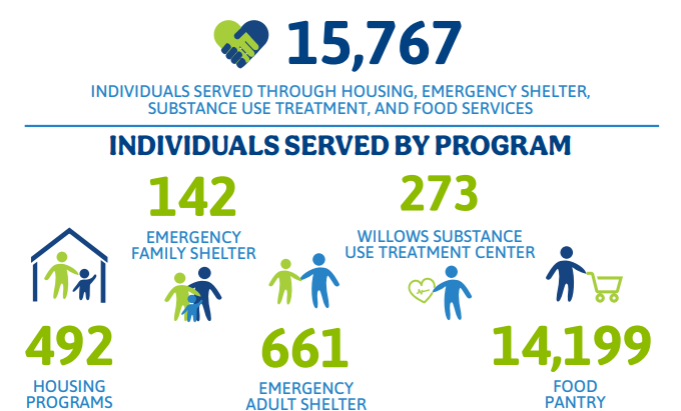 15,767
INDIVIDUALS SERVED THROUGH HOUSING, EMERGENCY SHELTER,
SUBSTANCE USE TREATMENT, AND FOOD SERVICES
INDIVIDUALS SERVED BY PROGRAM
142
EMERGENCY
FAMILY SHELTER
273
WILLOWS SUBSTANCE
USE TREATMENT CENTER
492
HOUSING
PROGRAMS
661
EMERGENCY
ADULT SHELTER
14,199
FOOD
PANTRY